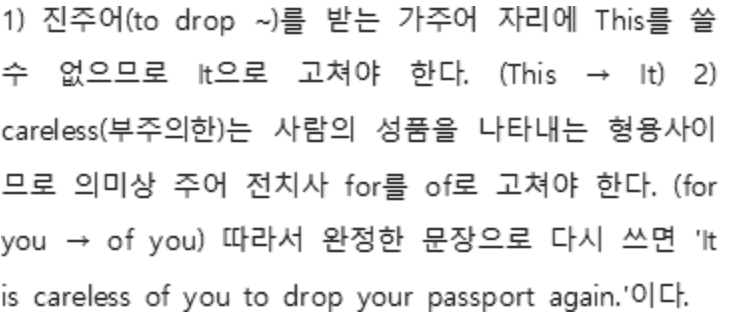 1) 진주어(to drop ~)를 받는 가주어 자리에 This를 쓸
수 없으므로 It으로 고쳐야 한다. (This → It) 2)
careless(부주의한)는 사람의 성품을 나타내는 형용사이
므로 의미상 주어 전치사 for를 of로 고쳐야 한다. (for
you → of you) 따라서 완정한 문장으로 다시 쓰면 'It
is careless of you to drop your passport again.'이다.